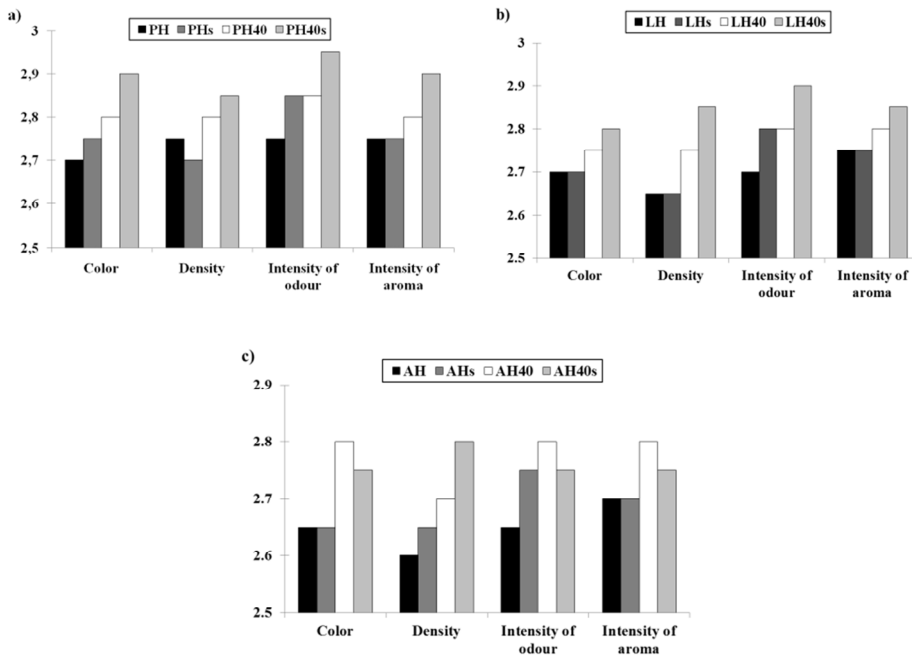 a)
PH PHs PH40 PH40s
3
2,9
2,8
2,7
2,6
2,5
Color Density Intensity of Intensity of
odour aroma
b)
LH LHs LH40 LH40s
3
2.9
2.8
2.7
2.6
2.5
Color Density Intensity of Intensity of
odour aroma
c)
AH AHs AH40 AH40s
2.9
2.8
2.7
2.6
2.5
Color Density Intensity of Intensity of
odour aroma